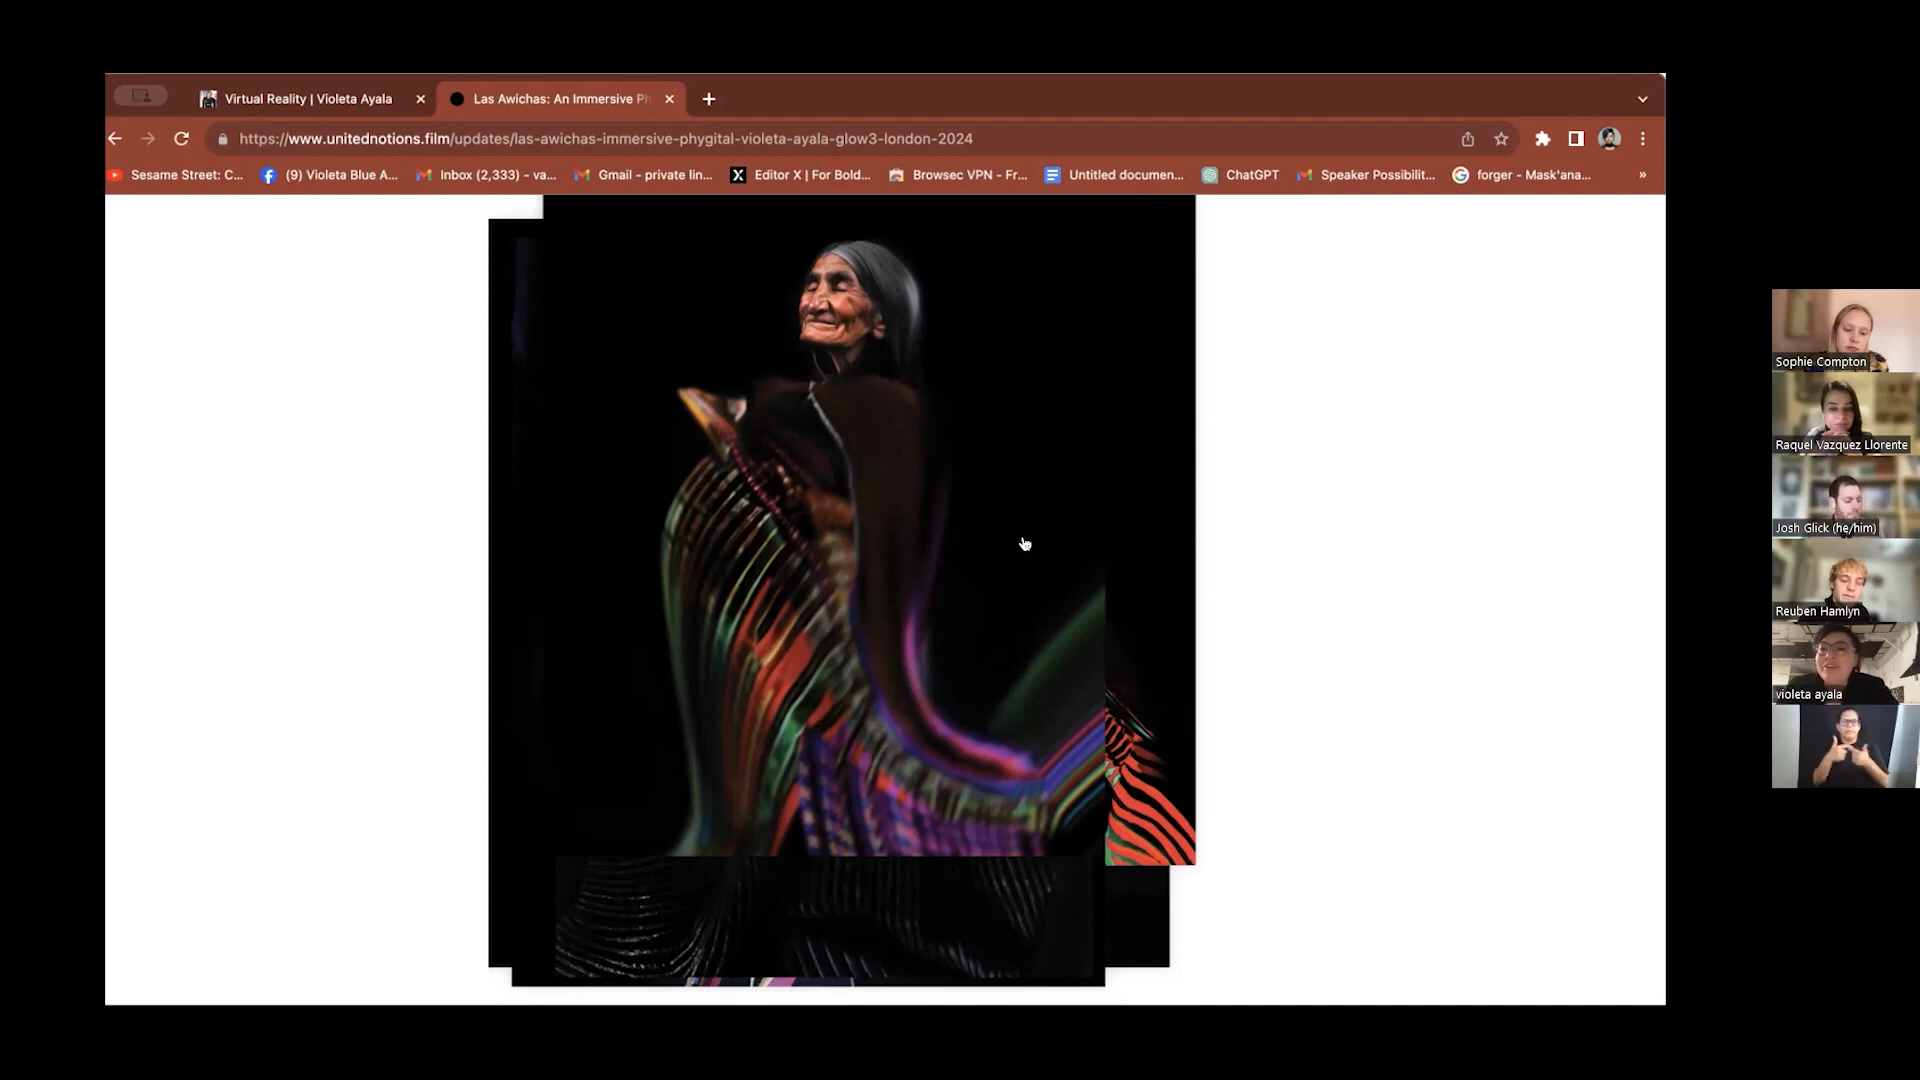 Virtual Reality | Violeta Ayala
Las Awichas: An Immersive Ph
https://www.unitednotions.film/updates/las-awichas-immersive-phygital-violeta-ayala-glow3-london-2024
Sesame Street: C...
(9) Violeta Blue A...
Inbox (2,333) - va...
Gmail - private lin...
Editor X | For Bold...
Browsec VPN - Fr...
Untitled documen...
ChatGPT
Speaker Possibilit...
forger - Mask'ana...
»
Sophie Compton
Raquel Vazquez Llorente
Josh Glick (he/him)
Reuben Hamlyn
violeta ayala